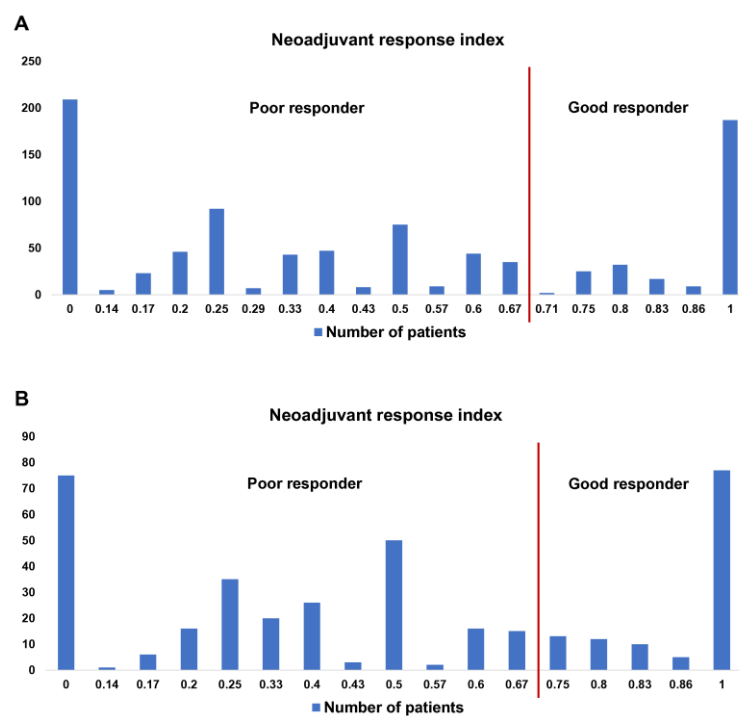 A
Neoadjuvant response index
250
200
150
100
50
0
Poor responder
Good responder
0 0.14 0.17 0.2 0.25 0.29 0.33 0.4 0.43 0.5 0.57 0.6 0.67 0.71 0.75 0.8 0.83 0.86 1
Number of patients
B
Neoadjuvant response index
90
80
70
60
50
40
30
20
10
0
Poor responder
Good responder
0 0.14 0.17 0.2 0.25 0.33 0.4 0.43 0.5 0.57 0.6 0.67 0.75 0.8 0.83 0.86 1
Number of patients